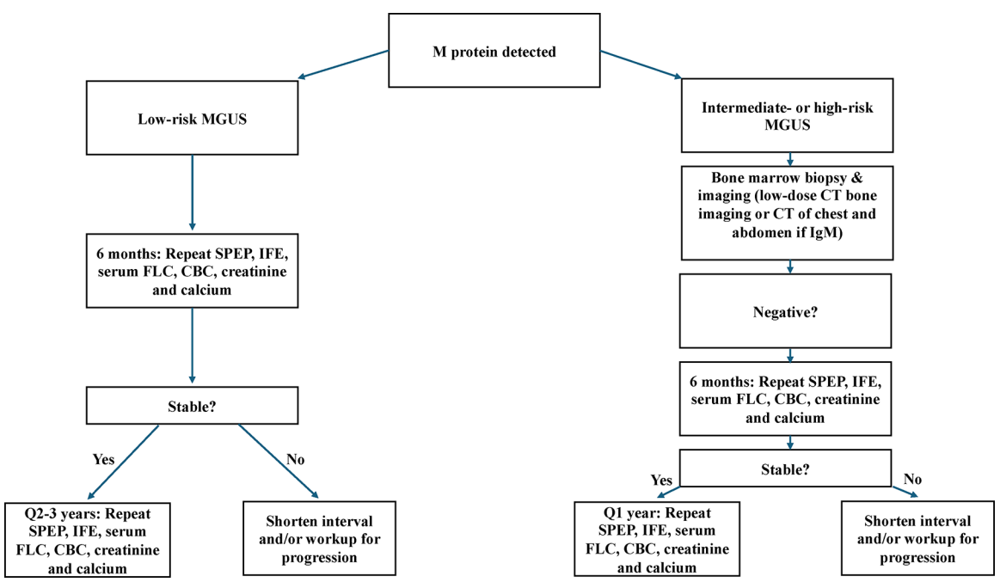 M protein detected
Low-risk MGUS
Intermediate- or high-risk
MGUS
Bone marrow biopsy &
imaging (low-dose CT bone
imaging or CT of chest and
abdomen if IgM)
6 months: Repeat SPEP, IFE,
serum FLC, CBC, creatinine
and calcium
Negative?
6 months: Repeat SPEP, IFE,
serum FLC, CBC, creatinine
and calcium
Stable?
Stable?
Yes
No
Yes
No
Q2-3 years: Repeat
SPEP, IFE, serum
FLC, CBC, creatinine
and calcium
Shorten interval
and/or workup for
progression
Q1 year: Repeat
SPEP, IFE, serum
FLC, CBC, creatinine
and calcium
Shorten interval
and/or workup for
progression